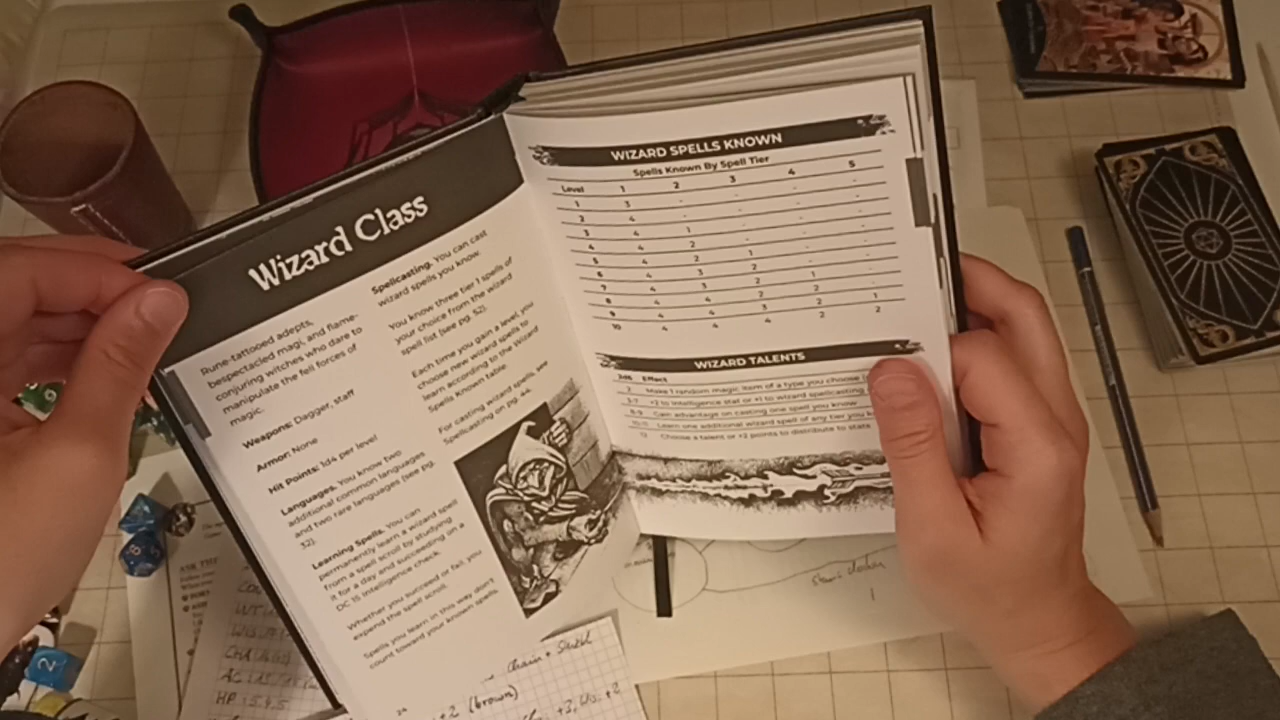 Wizard Class
Rune-tattooed adepts,
bespectacled magi, and flame-
conjuring witches who dare to
manipulate the fell forces of
magic.
Weapons: Dagger, staff
Armor: None
Hit Points: 1d4 per level
Languages. You know two
additional common languages
and two rare languages (see pg.
32).
Learning Spells. You can
permanently learn a wizard spell
from a spell scroll by studying
it for a day and succeeding on a
DC 15 Intelligence check.
Whether you succeed or fail, you
expend the spell scroll.
Spells you learn in this way don't
count toward your known spells.
Spellcasting. You can cast
wizard spells you know.
You know three tier 1 spells of
your choice from the wizard
spell list (see pg. 52).
Each time you gain a level, you
choose new wizard spells to
learn according to the Wizard
Spells Known table.
For casting wizard spells, see
Spellcasting on pg. 44.
WIZARD SPELLS KNOWN
Spells Known By Spell Tier
Level 1 2 3 4 5
1 3 - - - -
2 4 - - - -
3 4 1 - - -
4 4 2 - - -
5 4 2 1 - -
6 4 3 2 - -
7 4 3 2 1 -
8 4 4 2 2 -
9 4 4 3 2 1
10 4 4 4 2 2
WIZARD TALENTS
2d6 Effect
2 Make 1 random magic item of a type you choose
3-7 +2 to Intelligence stat or +1 to wizard spellcasting
8-9 Gain advantage on casting one spell you know
10-11 Learn one additional wizard spell of any tier you
12 Choose a talent or +2 points to distribute to stats
+2 (brown)